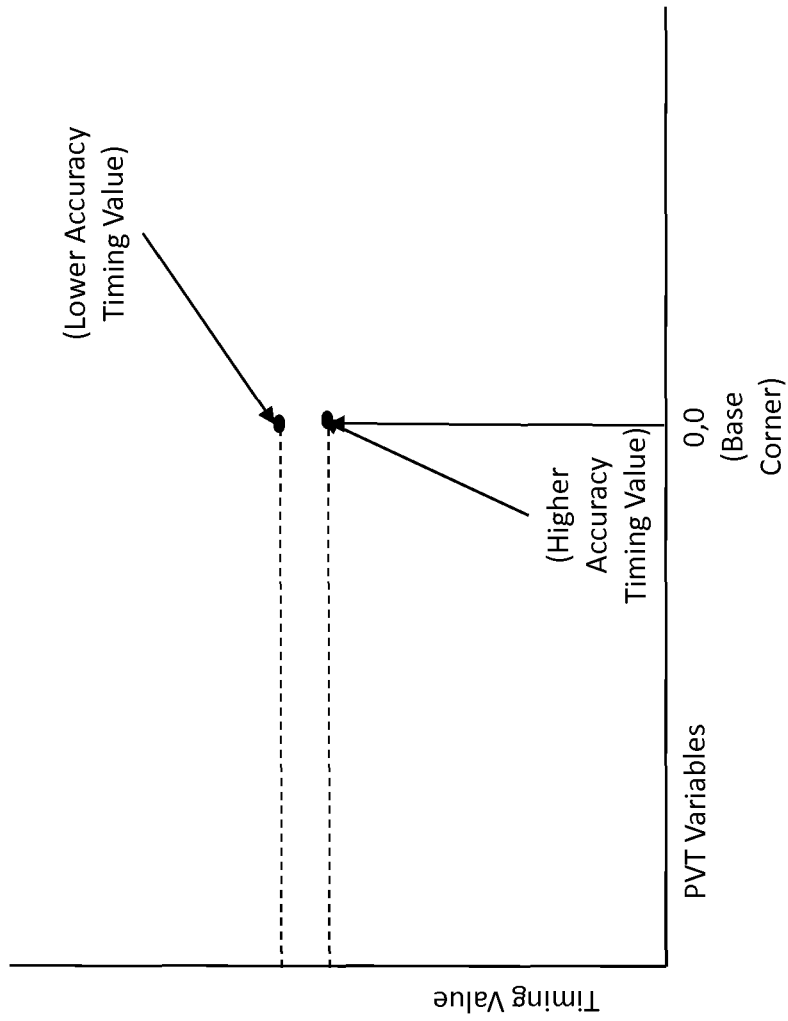 (Lower Accuracy
Timing Value)
(Higher
Accuracy
Timing Value)
0,0
(Base
Corner)
PVT Variables
Timing Value